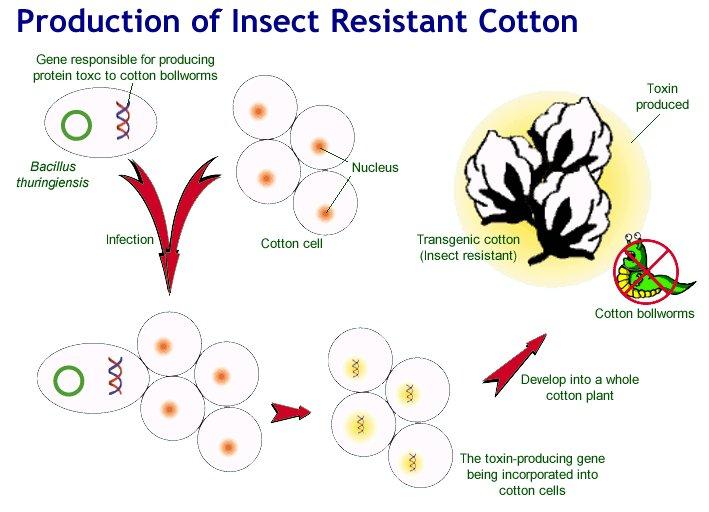 Production of Insect Resistant Cotton
Gene responsible for producing
protein toxc to cotton bollworms
Bacillus
thuringiensis
Nucleus
Infection
Cotton cell
Toxin
produced
Transgenic cotton
(Insect resistant)
Cotton bollworms
Develop into a whole
cotton plant
The toxin-producing gene
being incorporated into
cotton cells